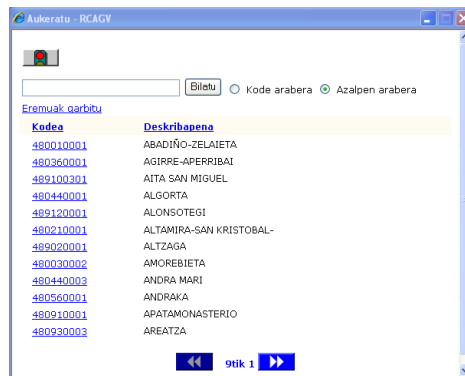 Aukeratu - RCAGV
Bilatu Kode arabera Azalpen arabera
Eremuak garbitu
Kodea Deskribapena
480010001 ABADIÑO-ZELAIETA
480360001 AGIRRE-APERRIBAI
489100301 AITA SAN MIGUEL
480440001 ALGORTA
489120001 ALONSOTEGI
480210001 ALTAMIRA-SAN KRISTOBAL-
489020001 ALTZAGA
480030002 AMOREBIETA
480440003 ANDRA MARI
480560001 ANDRAKA
480910001 APATAMONASTERIO
480930003 AREATZA
9tik 1